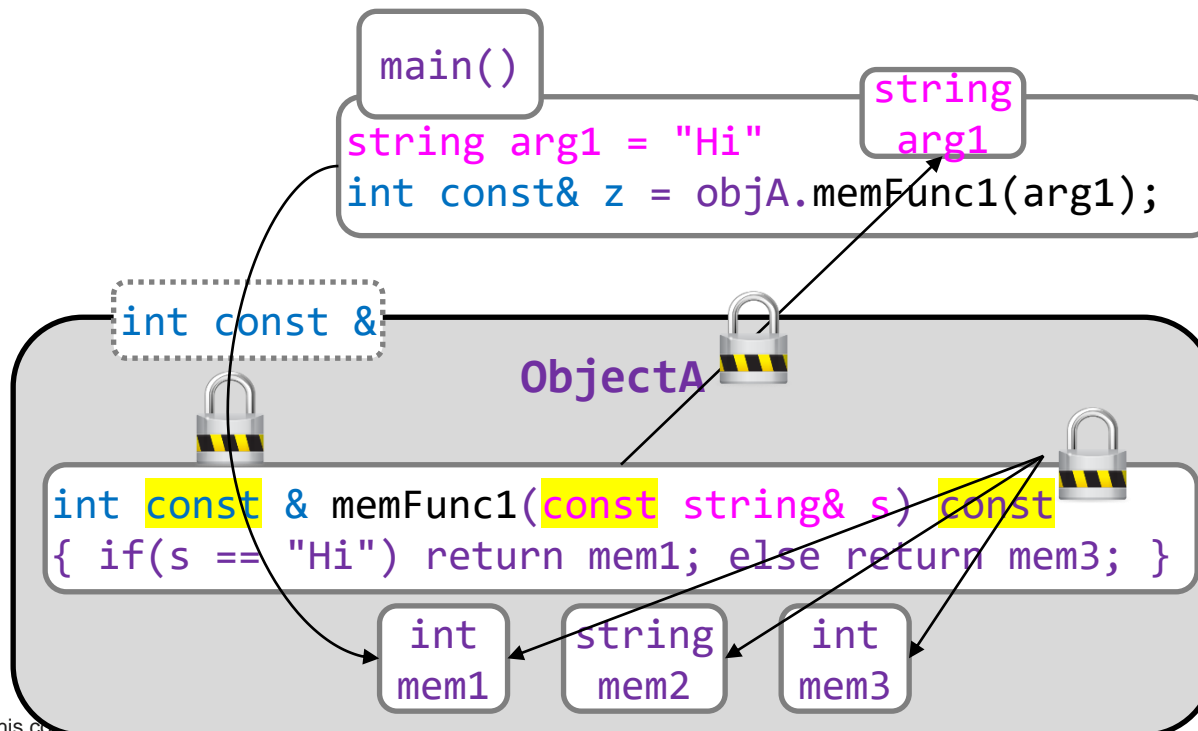 main()
string
arg1
string arg1 = "Hi"
int const& z = objA.memFunc1(arg1);
int const &
ObjectA
int const & memFunc1(const string& s) const
{ if(s == "Hi") return mem1; else return mem3; }
int
mem1
string
mem2
int
mem3